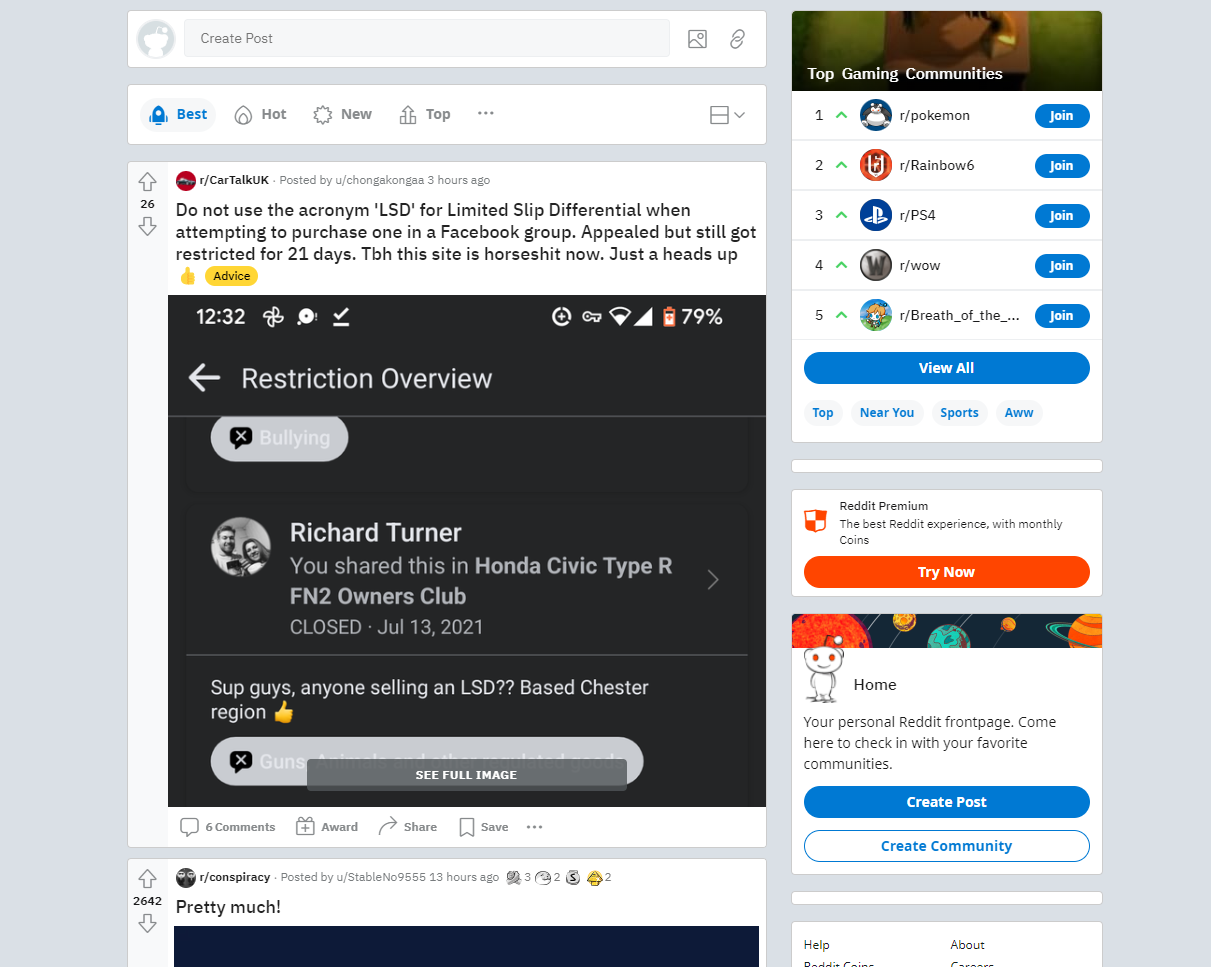 Create Post
Best
Hot
New
Top
r/CarTalkUK · Posted by u/chongakongaa 3 hours ago
26
Do not use the acronym 'LSD' for Limited Slip Differential when
attempting to purchase one in a Facebook group. Appealed but still got
restricted for 21 days. Tbh this site is horseshit now. Just a heads up
👍 Advice
12:32
79%
Restriction Overview
Bullying
Richard Turner
You shared this in Honda Civic Type R
FN2 Owners Club
CLOSED · Jul 13, 2021
Sup guys, anyone selling an LSD?? Based Chester
region 👍
Guns, Animals and other regulated goods
SEE FULL IMAGE
6 Comments
Award
Share
Save
r/conspiracy · Posted by u/StableNo9555 13 hours ago 3 2 2
2642
Pretty much!
Top Gaming Communities
1 r/pokemon Join
2 r/Rainbow6 Join
3 r/PS4 Join
4 r/wow Join
5 r/Breath_of_the_... Join
View All
Top
Near You
Sports
Aww
Reddit Premium
The best Reddit experience, with monthly
Coins
Try Now
Home
Your personal Reddit frontpage. Come
here to check in with your favorite
communities.
Create Post
Create Community
Help
About
Reddit Coins
Careers